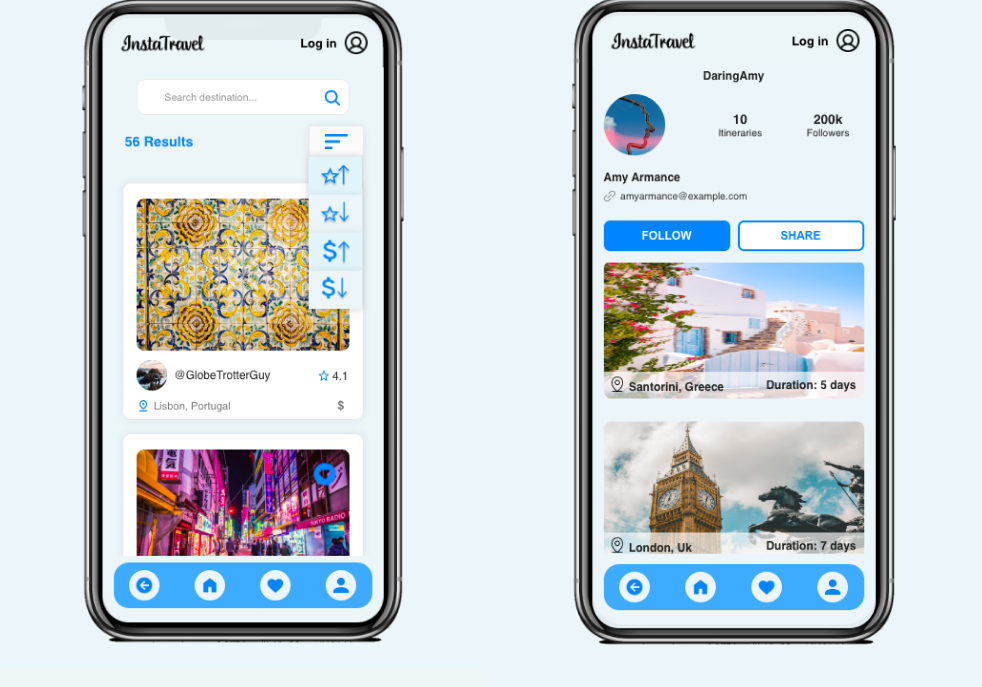 InstaTravel
Log in
Search destination...
56 Results
$
$
@GlobeTrotterGuy
4.1
Lisbon, Portugal
$
InstaTravel
Log in
DaringAmy
10
200k
Itineraries
Followers
Amy Armance
amyarmance@example.com
FOLLOW
SHARE
Santorini, Greece
Duration: 5 days
London, Uk
Duration: 7 days